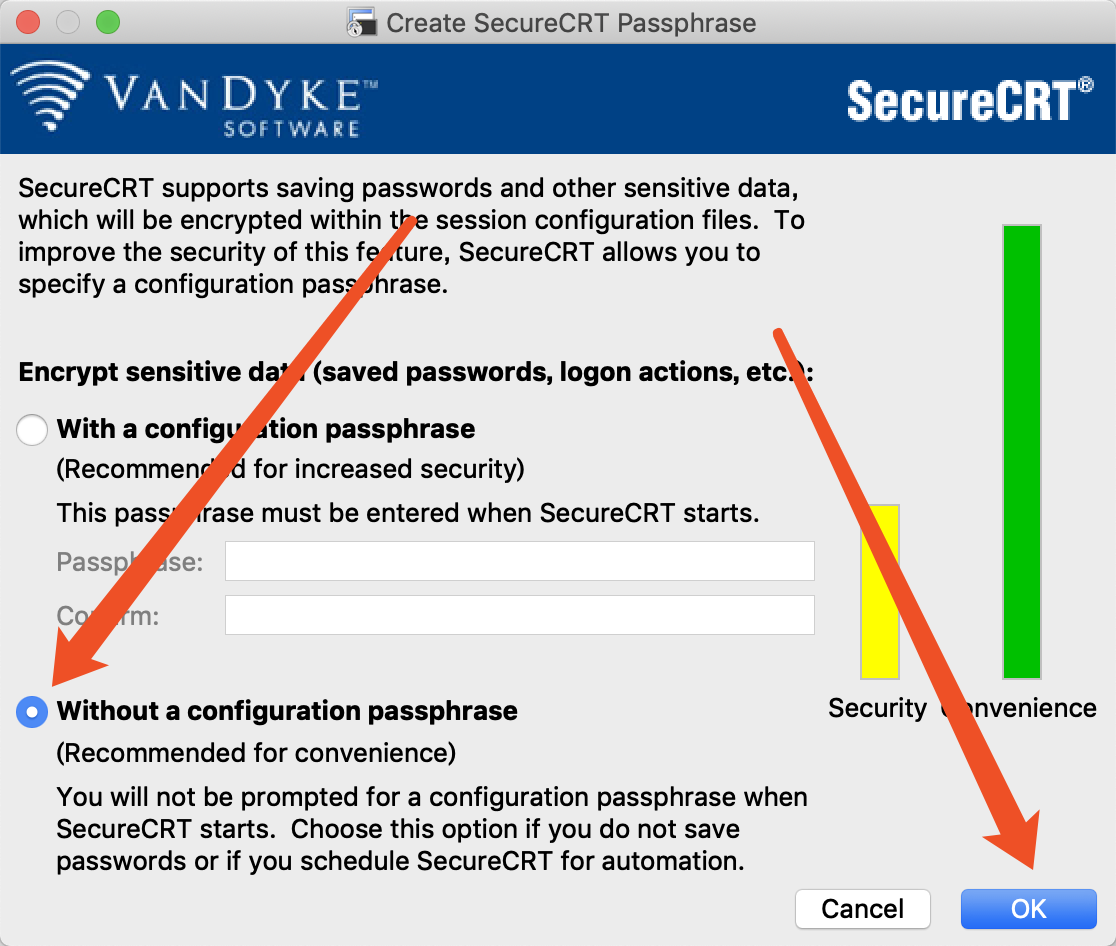 Create SecureCRT Passphrase
VANDYKE™
SOFTWARE
SecureCRT®
SecureCRT supports saving passwords and other sensitive data,
which will be encrypted within the session configuration files.  To
improve the security of this feature, SecureCRT allows you to
specify a configuration passphrase.
Encrypt sensitive data (saved passwords, logon actions, etc.):
With a configuration passphrase
(Recommended for increased security)
This passphrase must be entered when SecureCRT starts.
Passphrase:
Confirm:
Security
Convenience
Without a configuration passphrase
(Recommended for convenience)
You will not be prompted for a configuration passphrase when
SecureCRT starts.  Choose this option if you do not save
passwords or if you schedule SecureCRT for automation.
Cancel
OK